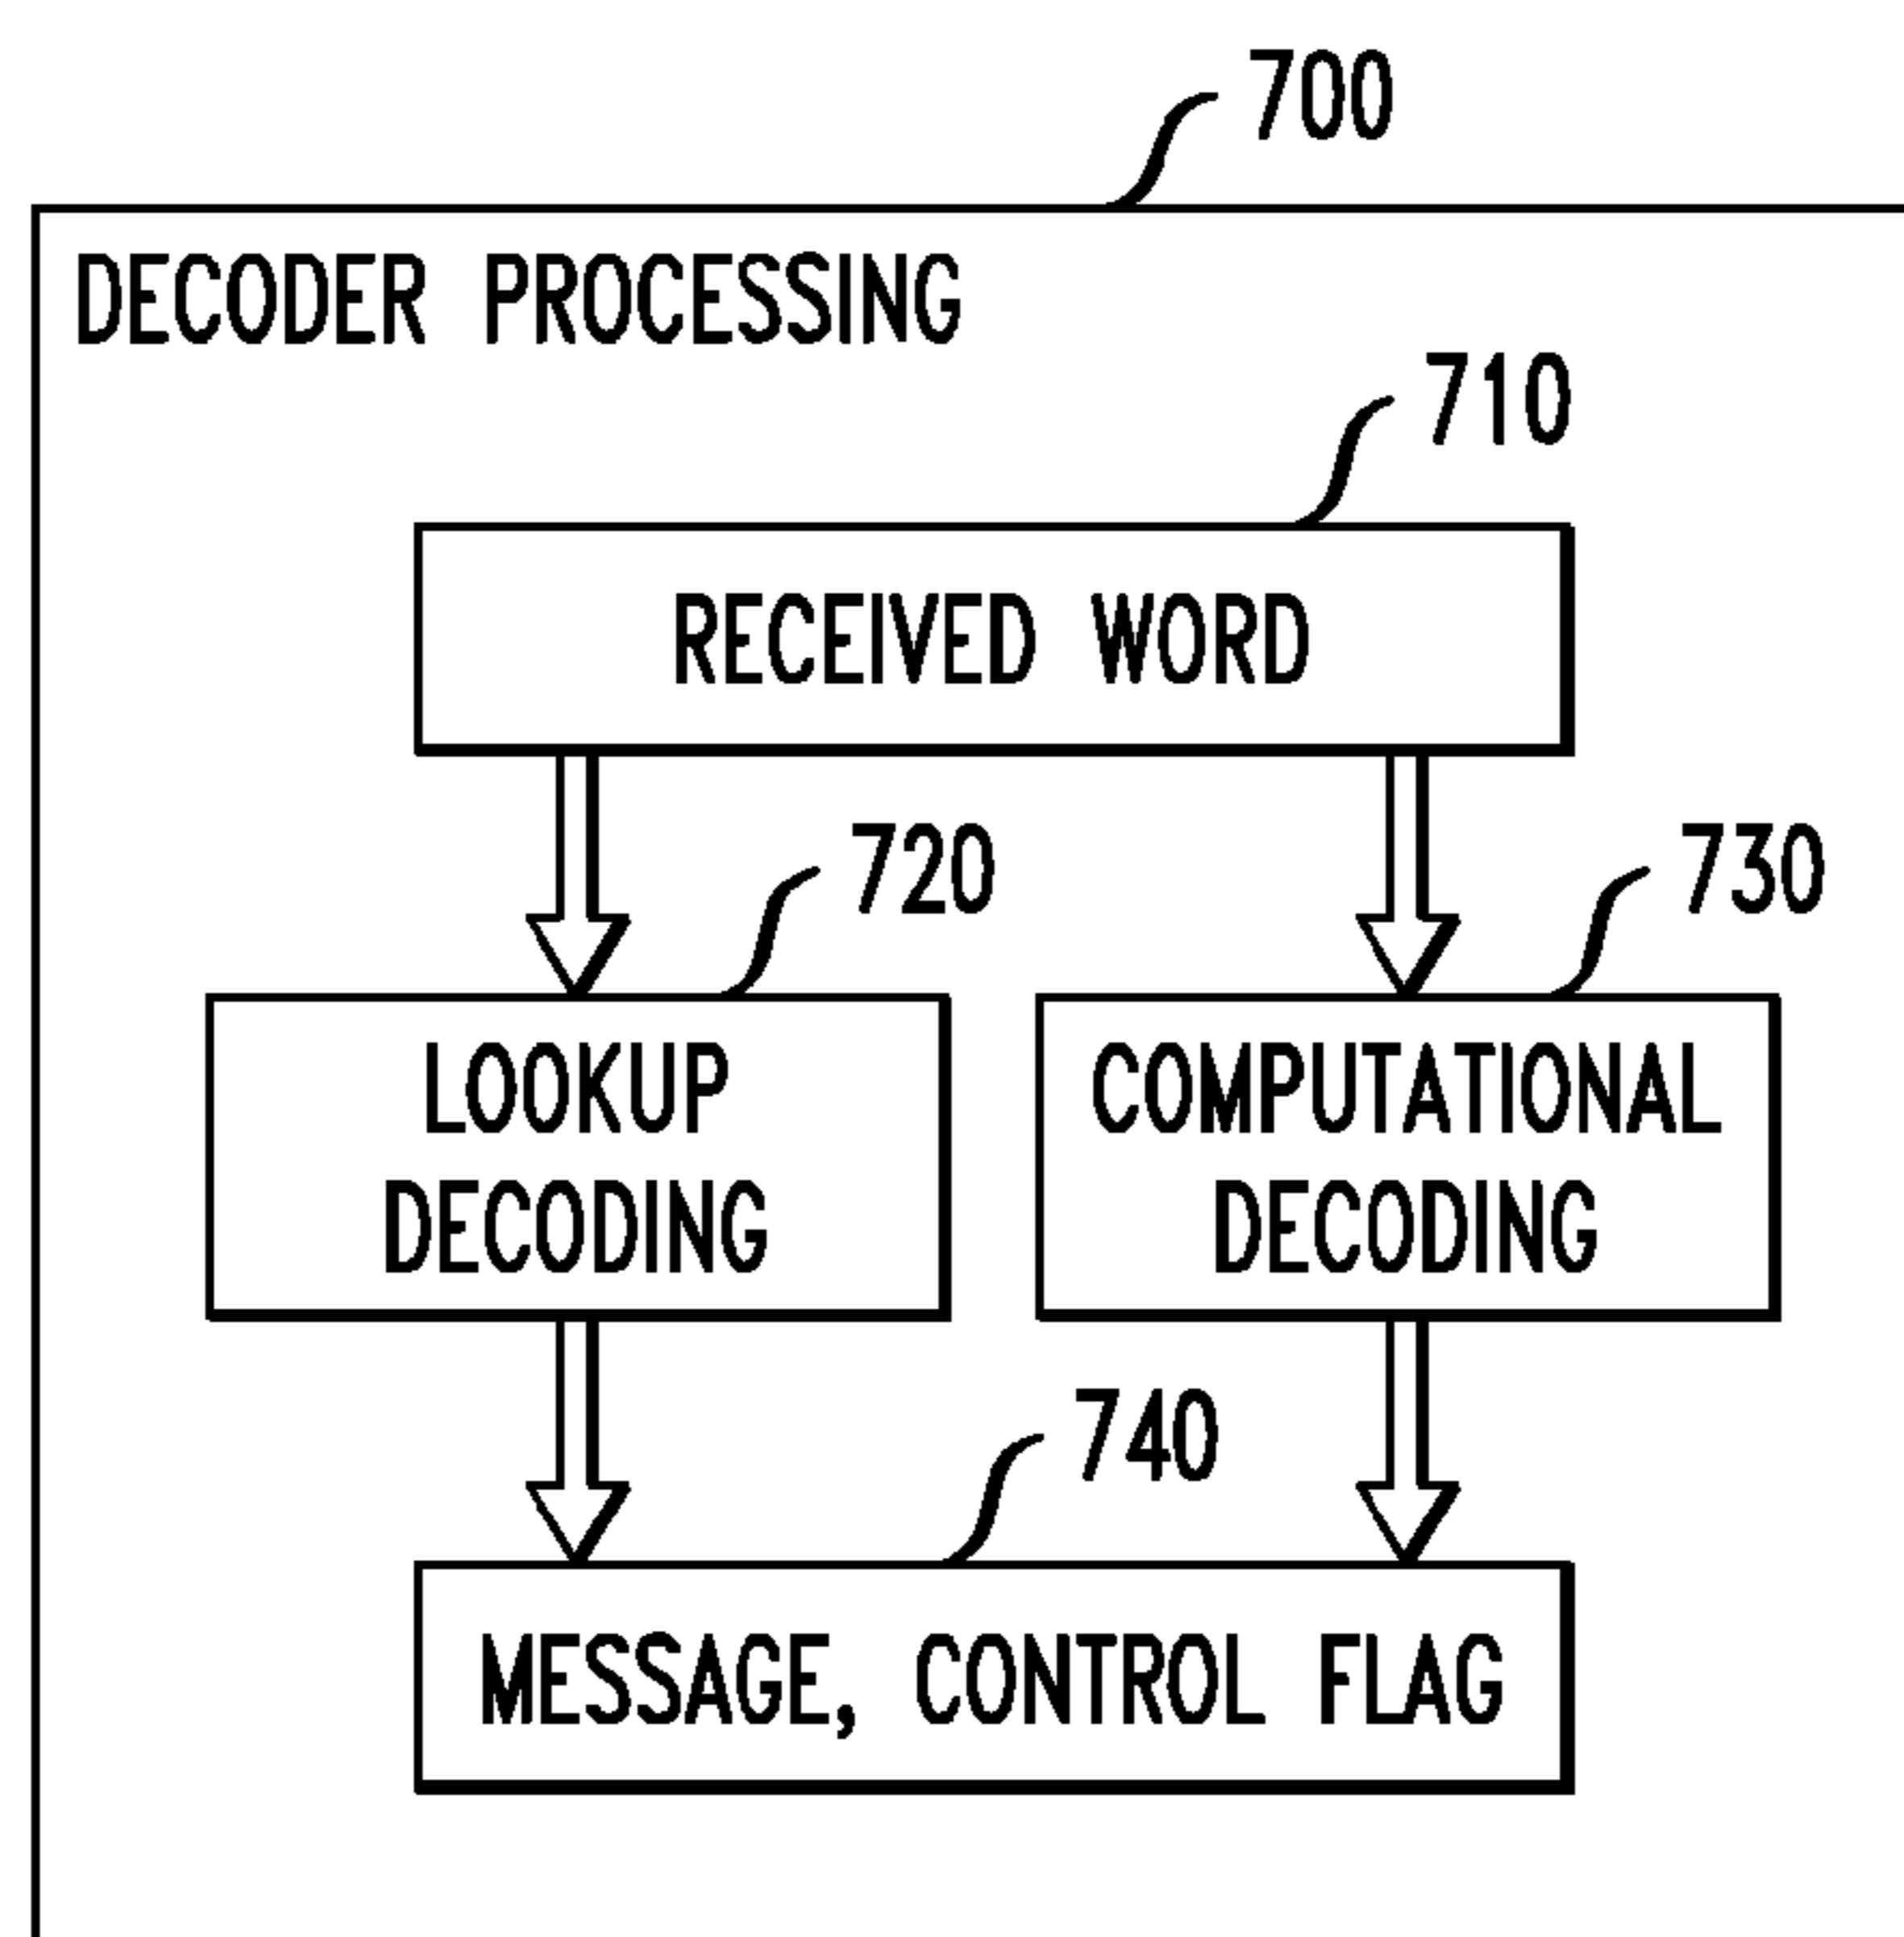 700
DECODER PROCESSING
710
RECEIVED WORD
720
730
LOOKUP
DECODING
COMPUTATIONAL
DECODING
740
MESSAGE, CONTROL FLAG